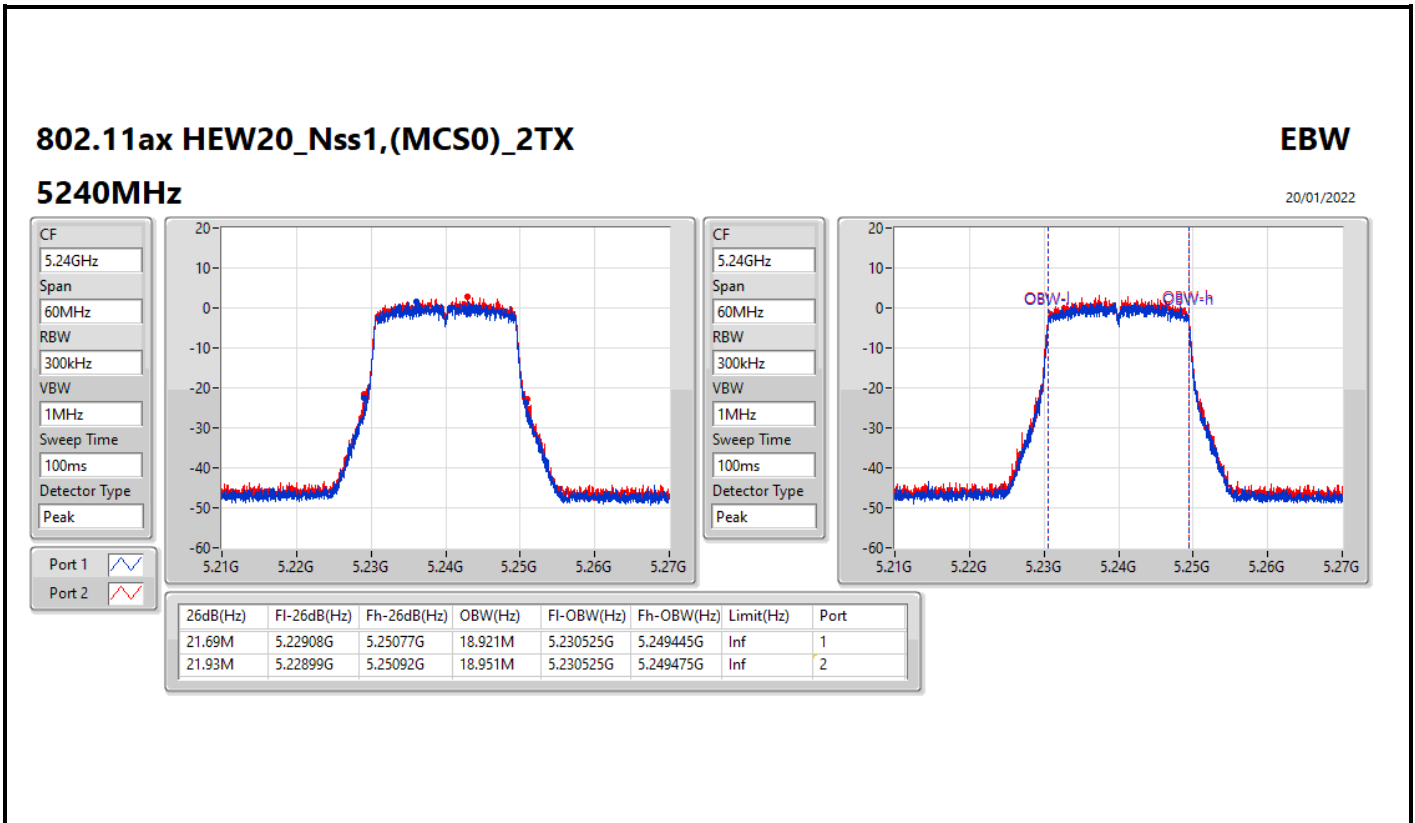 802.11ax HEW20_Nss1,(MCS0)_2TX
EBW
5240MHz
20/01/2022
CF
5.24GHz
Span
60MHz
RBW
300kHz
VBW
1MHz
Sweep Time
100ms
Detector Type
Peak
Port 1
Port 2
20
10
0
-10
-20
-30
-40
-50
-60
5.21G 5.22G 5.23G 5.24G 5.25G 5.26G 5.27G
CF
5.24GHz
Span
60MHz
RBW
300kHz
VBW
1MHz
Sweep Time
100ms
Detector Type
Peak
20
10
0
-10
-20
-30
-40
-50
-60
OBW-l OBW-h
5.21G 5.22G 5.23G 5.24G 5.25G 5.26G 5.27G
26dB(Hz) Fl-26dB(Hz) Fh-26dB(Hz) OBW(Hz) Fl-OBW(Hz) Fh-OBW(Hz) Limit(Hz) Port
21.69M 5.22908G 5.25077G 18.921M 5.230525G 5.249445G Inf 1
21.93M 5.22899G 5.25092G 18.951M 5.230525G 5.249475G Inf 2